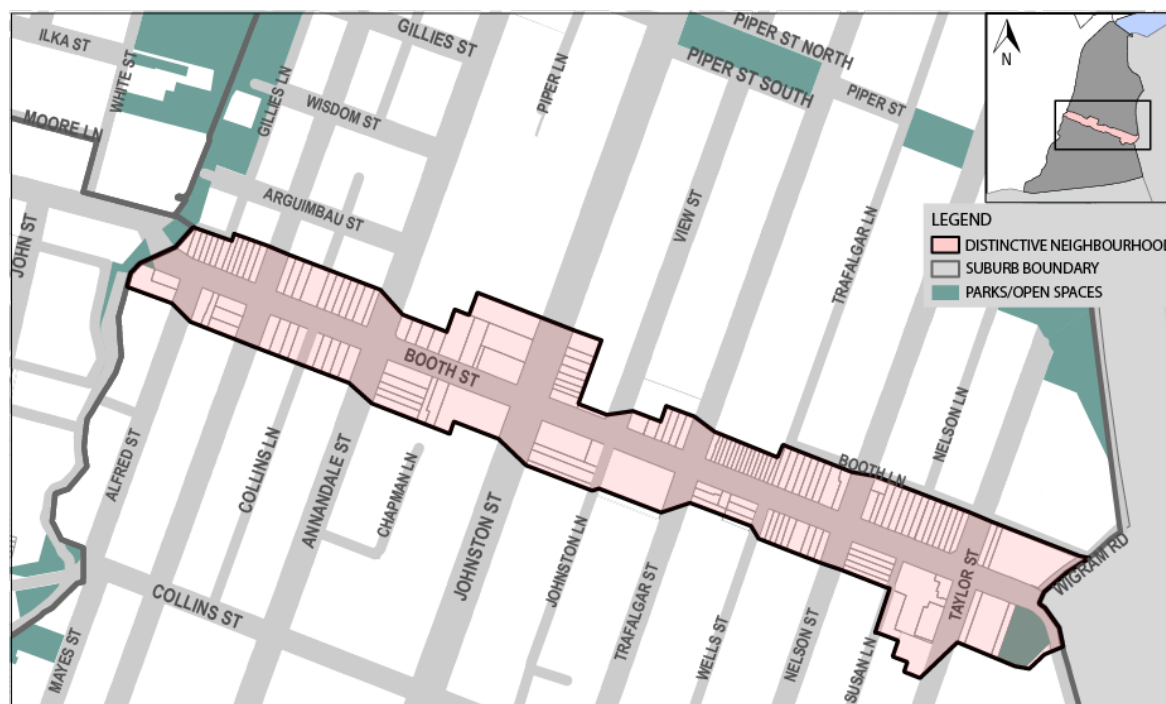 ILKA ST
WHITE ST
MOORE LN
GILLIES LN
GILLIES ST
WISDOM ST
ARGUIMBAU ST
JOHN ST
PIPER LN
PIPER ST NORTH
PIPER ST SOUTH
PIPER ST
VIEW ST
TRAFALGAR LN
N
LEGEND
DISTINCTIVE NEIGHBOURHOOD
SUBURB BOUNDARY
PARKS/OPEN SPACES
BOOTH ST
BOOTH LN
NELSON LN
WIGRAM RD
TAYLOR ST
ALFRED ST
COLLINS LN
ANNANDALE ST
CHAPMAN LN
JOHNSTON ST
JOHNSTON LN
TRAFALGAR ST
WELLS ST
NELSON ST
SUSAN LN
COLLINS ST
MAYES ST